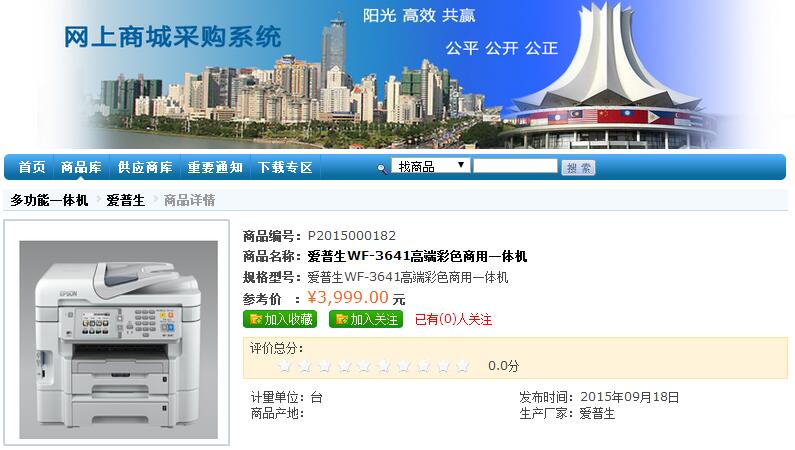 阳光 高效 共赢
网上商城采购系统
公平 公开 公正
首页 商品库 供应商库 重要通知 下载专区 找商品 搜索
多功能一体机 爱普生 商品详情
商品编号：P2015000182
商品名称：爱普生WF-3641高端彩色商用一体机
规格型号：爱普生WF-3641高端彩色商用一体机
参考价 ：¥3,999.00 元
加入收藏 加入关注 已有(0)人关注
EPSON
评价总分：
0.0分
计量单位：台 发布时间：2015年09月18日
商品产地： 生产厂家：爱普生